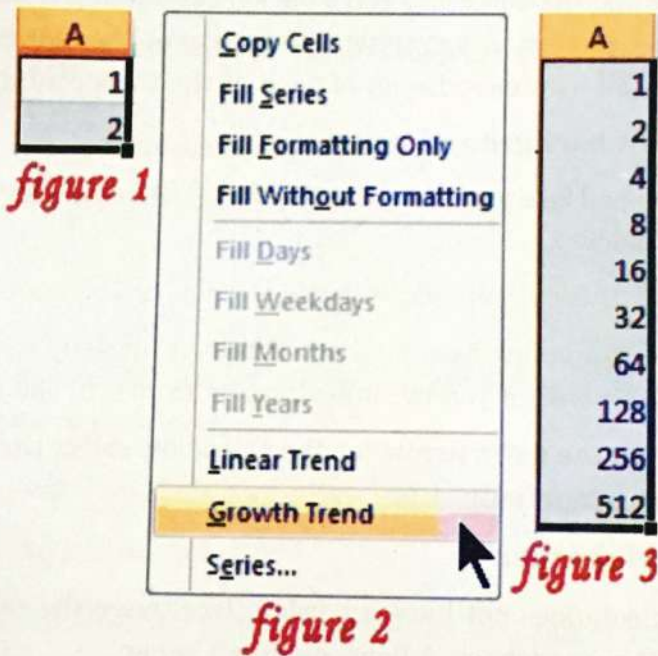 A
1
2
figure 1
Copy Cells
Fill Series
Fill Formatting Only
Fill Without Formatting
Fill Days
Fill Weekdays
Fill Months
Fill Years
Linear Trend
Growth Trend
Series...
figure 2
A
1
2
4
8
16
32
64
128
256
512
figure 3